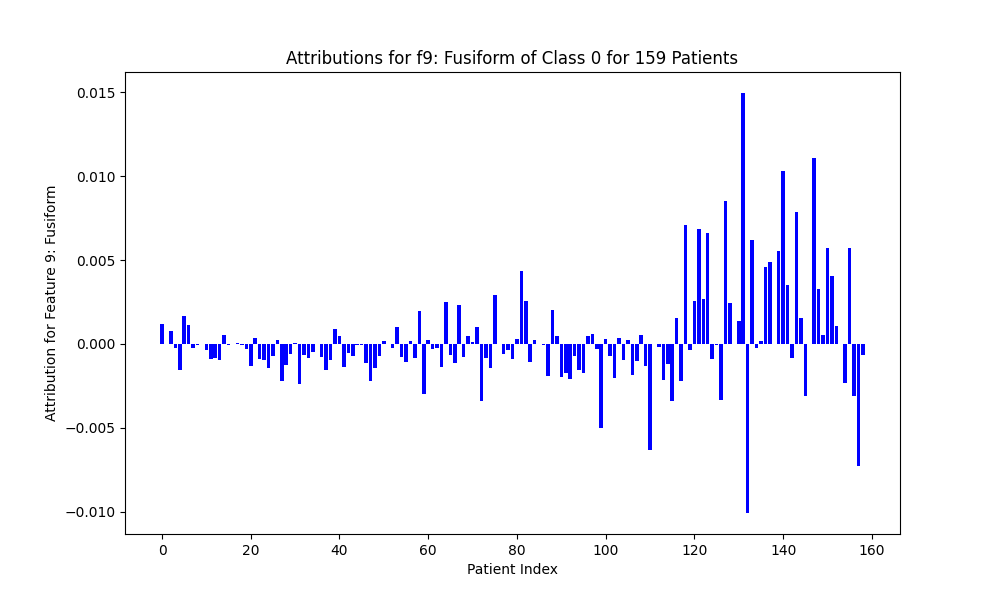 Attributions for f9: Fusiform of Class 0 for 159 Patients
Attribution for Feature 9: Fusiform
0.015
0.010
0.005
0.000
−0.005
−0.010
0 20 40 60 80 100 120 140 160
Patient Index